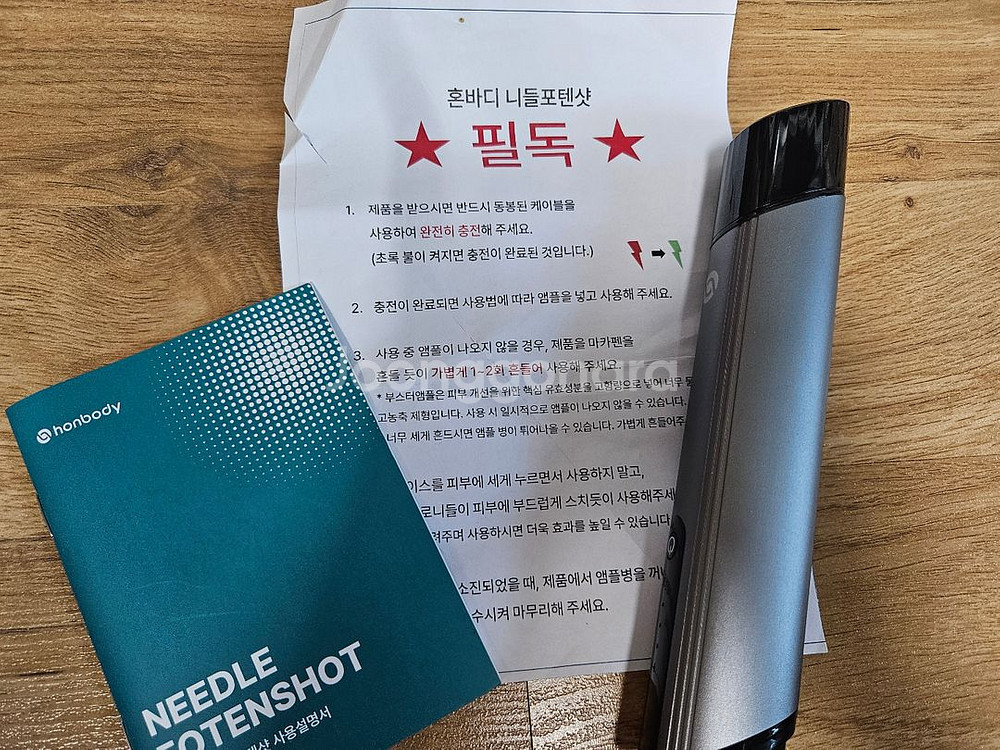 혼바디 니들포텐샷
★ 필독 ★
1. 제품을 받으시면 반드시 동봉된 케이블을
사용하여 완전히 충전해 주세요.
(초록 불이 켜지면 충전이 완료된 것입니다.)
2. 충전이 완료되면 사용법에 따라 앰플을 넣고 사용해 주세요.
3. 사용 중 앰플이 나오지 않을 경우, 제품을 마카펜을
흔들 듯이 가볍게 1~2회 흔들어 사용해 주세요.
* 부스터앰플은 피부 개선을 위한 핵심 유효성분을 고함량으로 넣어 너무
고농축 제형입니다. 사용 시 일시적으로 앰플이 나오지 않을 수 있습니다.
너무 세게 흔드시면 앰플 병이 튀어나올 수 있습니다. 가볍게 흔들어주
이스를 피부에 세게 누르면서 사용하지 말고,
로니들이 피부에 부드럽게 스치듯이 사용해주세
려주며 사용하시면 더욱 효과를 높일 수 있습니다
소진되었을 때, 제품에서 앰플병을 꺼
수시켜 마무리해 주세요.
Joonggonara
honbody
NEEDLE
POTENSHOT
사용설명서